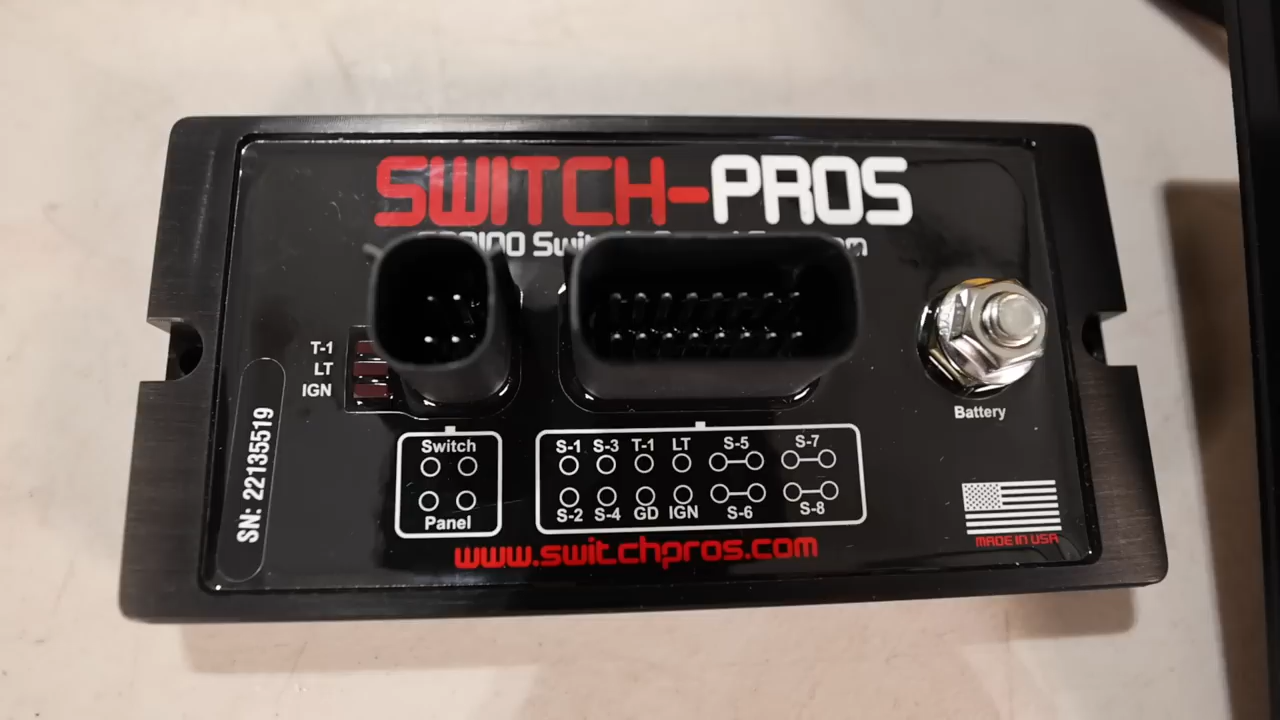 SWITCH-PROS
T-1
LT
IGN
SN: 22135519
Battery
Switch
Panel
S-1 S-3 T-1 LT S-5 S-7
S-2 S-4 GD IGN S-6 S-8
MADE IN USA
www.switchpros.com